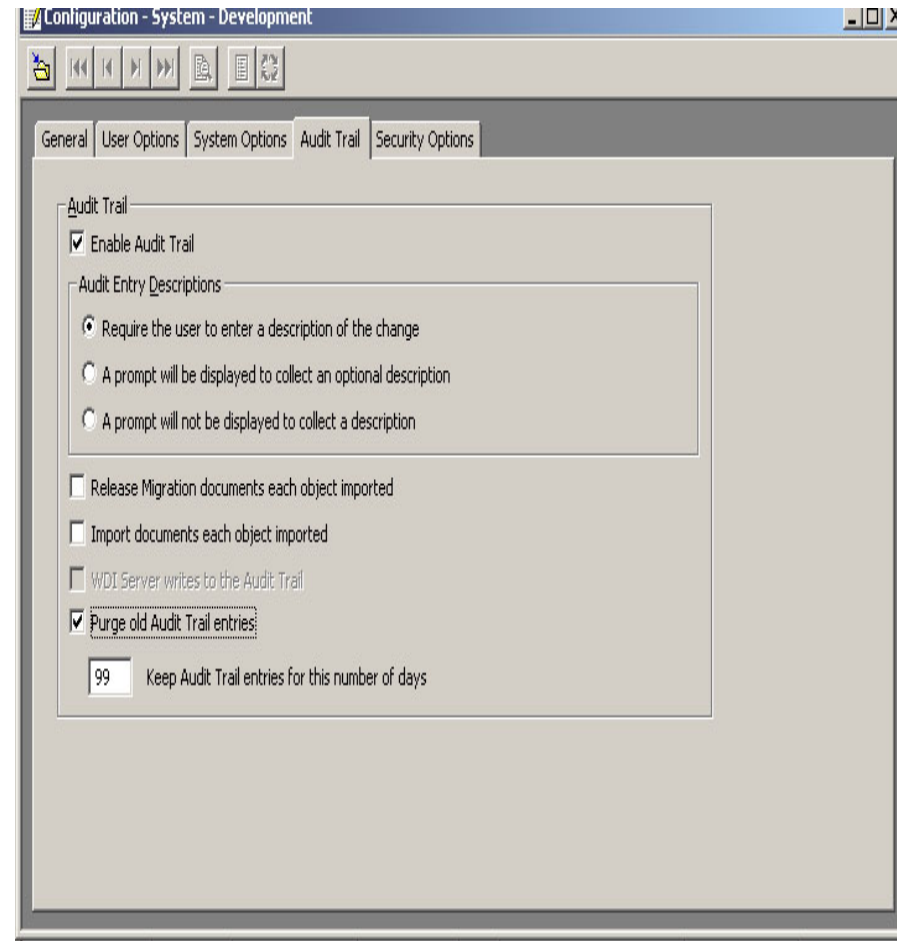 Configuration - System - Development
General User Options System Options Audit Trail Security Options
Audit Trail
Enable Audit Trail
Audit Entry Descriptions
Require the user to enter a description of the change
A prompt will be displayed to collect an optional description
A prompt will not be displayed to collect a description
Release Migration documents each object imported
Import documents each object imported
WDI Server writes to the Audit Trail
Purge old Audit Trail entries
99 Keep Audit Trail entries for this number of days